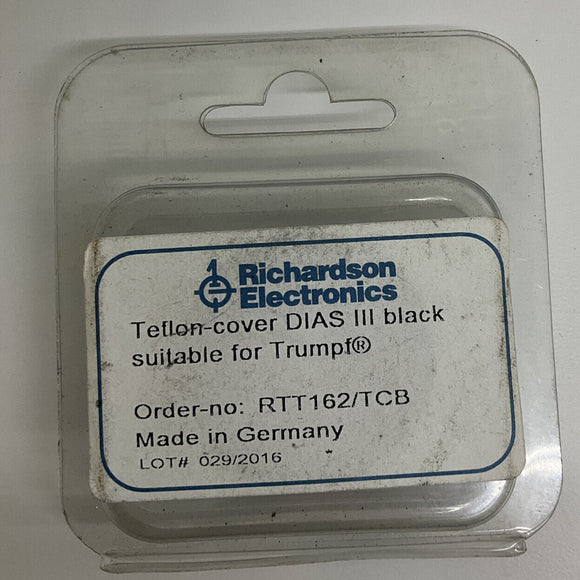 Richardson
Electronics
Teflon-cover DIAS III black
suitable for Trumpf®
Order-no: RTT162/TCB
Made in Germany
LOT# 029/2016